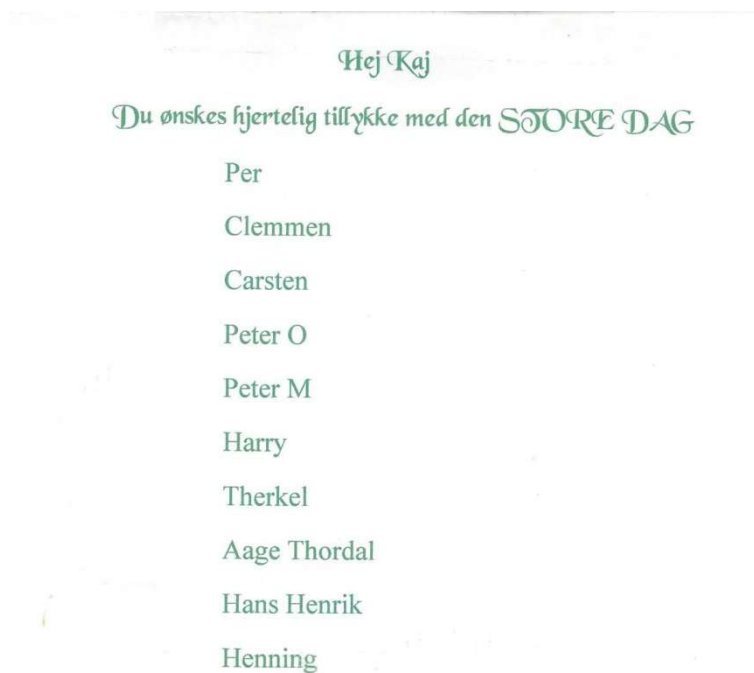 Hej Kaj
Du ønskes hjertelig tillykke med den STORE DAG
Per
Clemmen
Carsten
Peter O
Peter M
Harry
Therkel
Aage Thordal
Hans Henrik
Henning